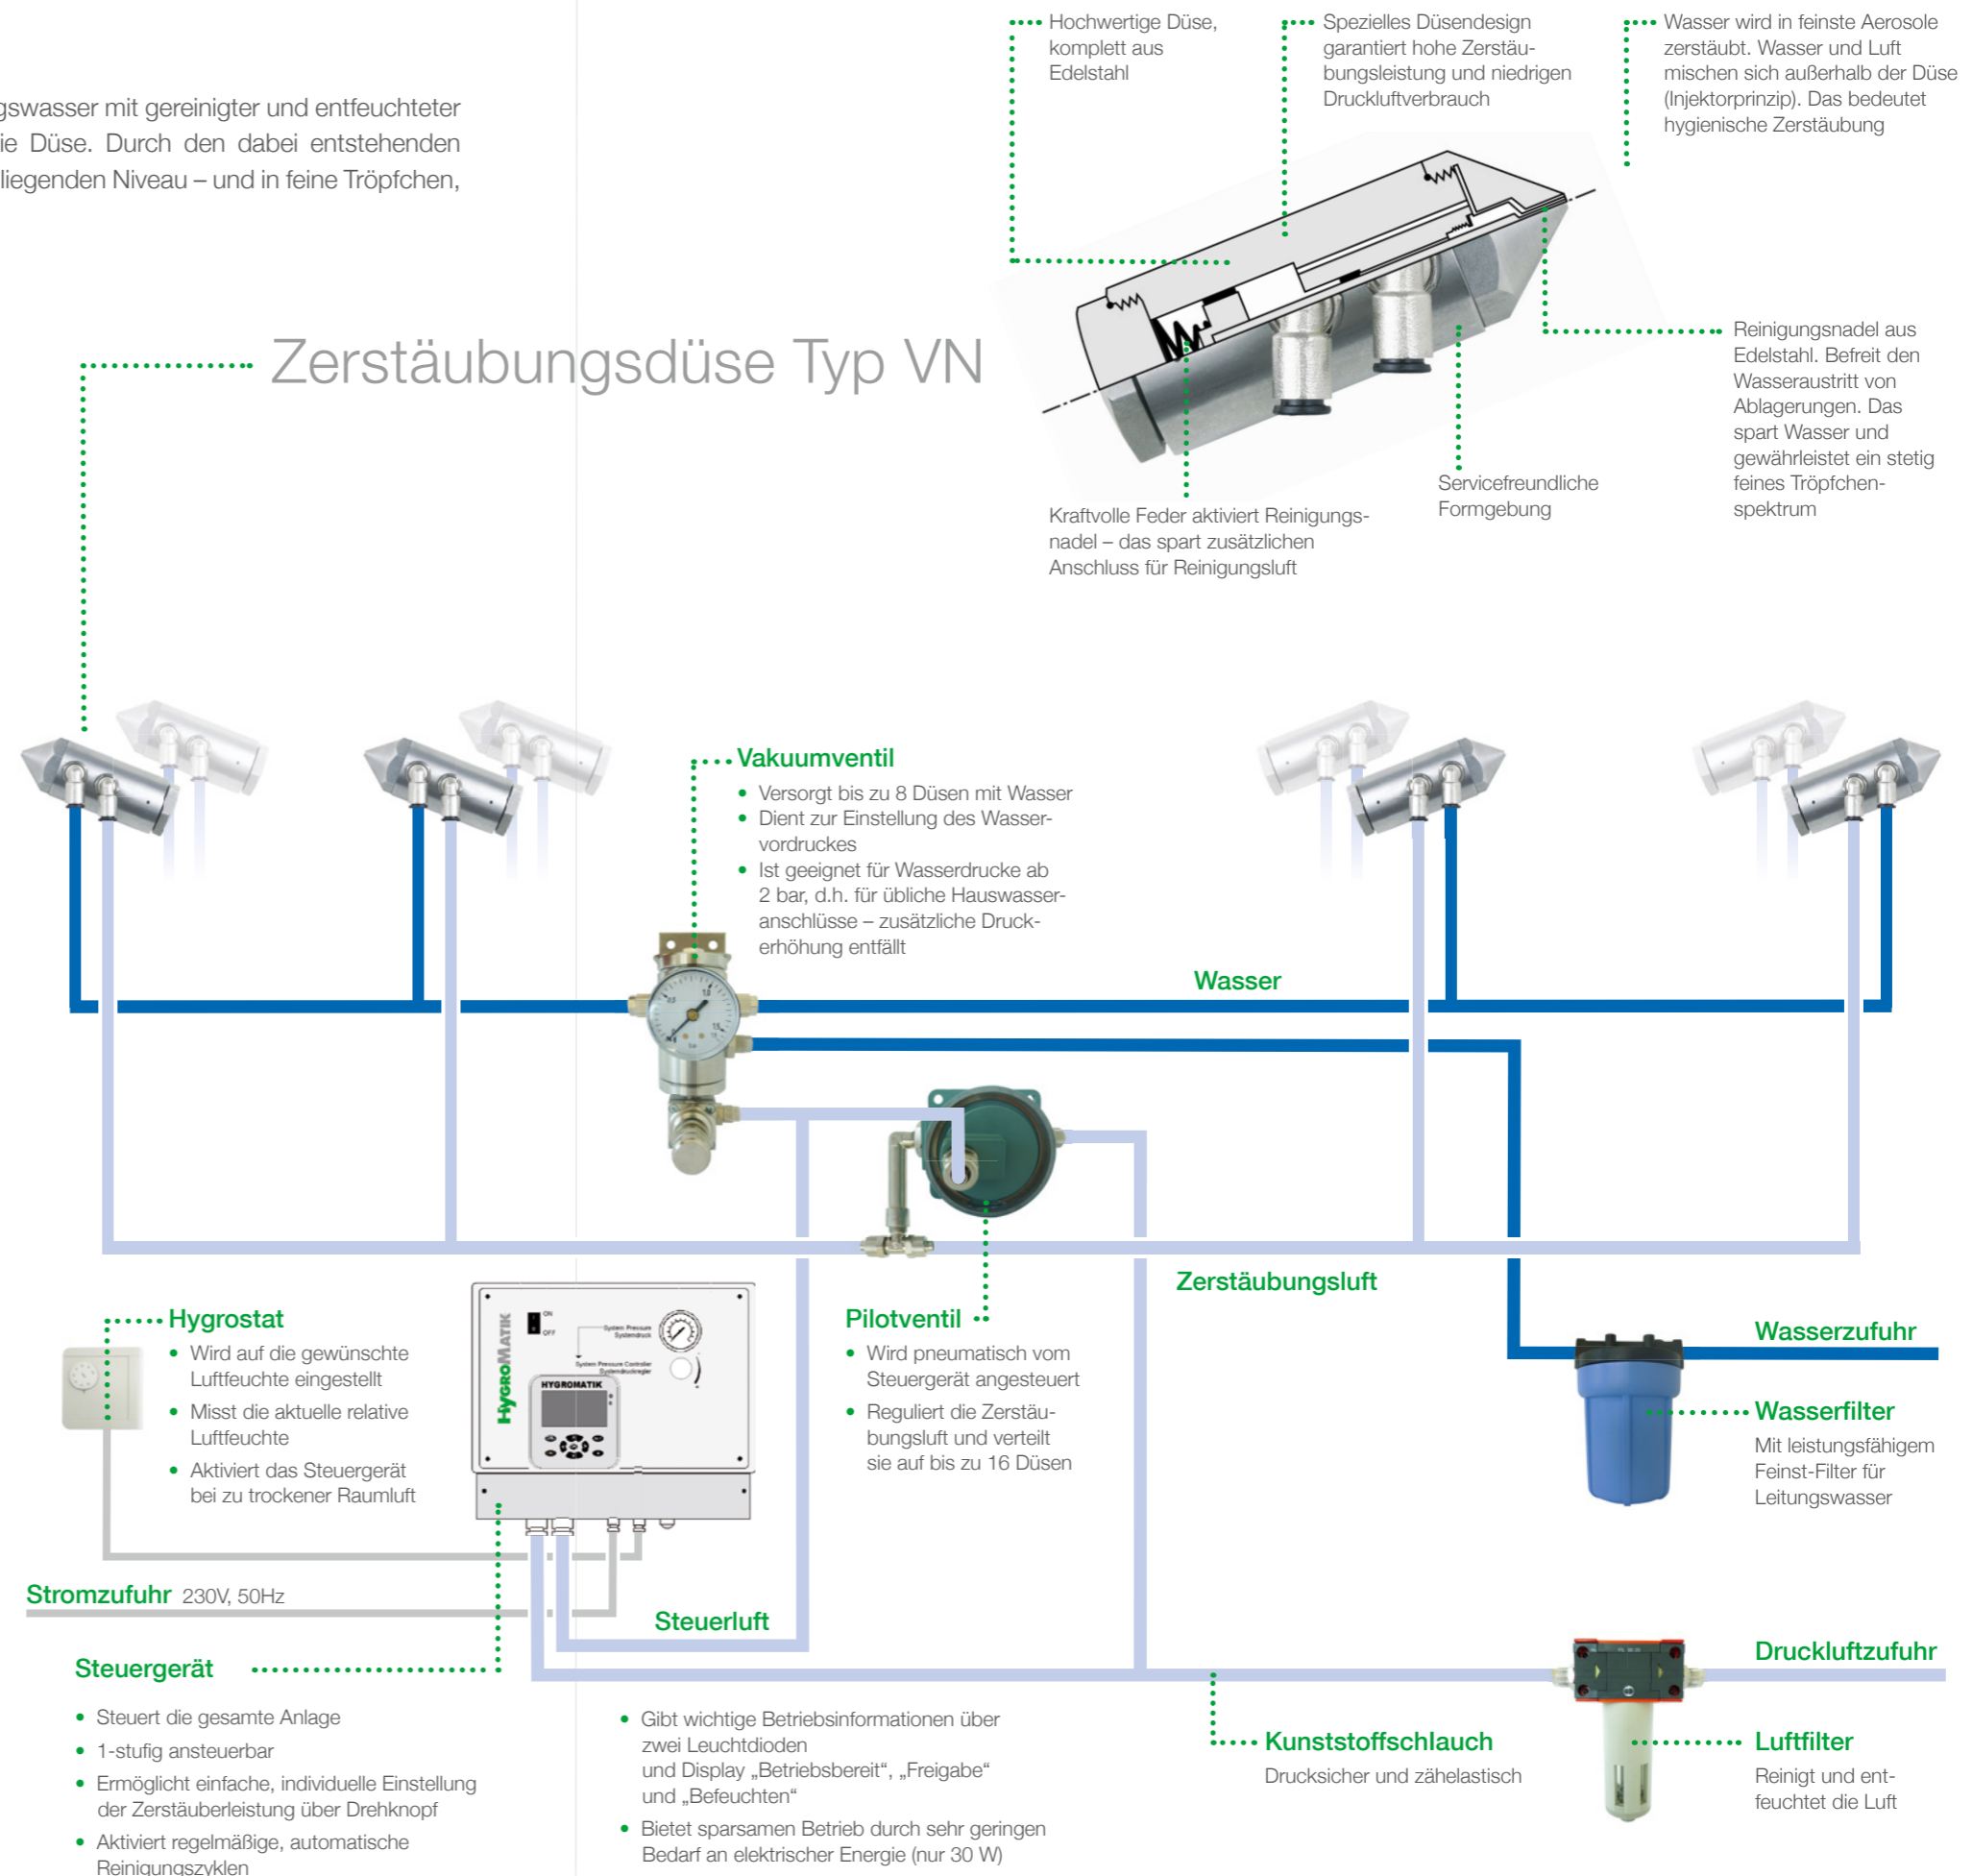 Hochwertige Düse,
komplett aus
Edelstahl
Spezielles Düsendesign
garantiert hohe Zerstäu-
bungsleistung und niedrigen
Druckluftverbrauch
Wasser wird in feinste Aerosole
zerstäubt. Wasser und Luft
mischen sich außerhalb der Düse
(Injektorprinzip). Das bedeutet
hygienische Zerstäubung
gswasser mit gereinigter und entfeuchteter
ie Düse. Durch den dabei entstehenden
liegenden Niveau – und in feine Tröpfchen,
Zerstäubungsdüse Typ VN
Reinigungsnadel aus
Edelstahl. Befreit den
Wasseraustritt von
Ablagerungen. Das
spart Wasser und
gewährleistet ein stetig
feines Tröpfchen-
spektrum
Servicefreundliche
Formgebung
Kraftvolle Feder aktiviert Reinigungs-
nadel – das spart zusätzlichen
Anschluss für Reinigungsluft
Vakuumventil
• Versorgt bis zu 8 Düsen mit Wasser
• Dient zur Einstellung des Wasser-
vordruckes
• Ist geeignet für Wasserdrucke ab
2 bar, d.h. für übliche Hauswasser-
anschlüsse – zusätzliche Druck-
erhöhung entfällt
Wasser
Zerstäubungsluft
Hygrostat
• Wird auf die gewünschte
Luftfeuchte eingestellt
• Misst die aktuelle relative
Luftfeuchte
• Aktiviert das Steuergerät
bei zu trockener Raumluft
HYGROMATIK
ON
OFF
System Pressure
Systemdruck
System Pressure Controller
Systemdruckregler
HYGROMATIK
Pilotventil
• Wird pneumatisch vom
Steuergerät angesteuert
• Reguliert die Zerstäu-
bungsluft und verteilt
sie auf bis zu 16 Düsen
Wasserzufuhr
Wasserfilter
Mit leistungsfähigem
Feinst-Filter für
Leitungswasser
Stromzufuhr 230V, 50Hz
Steuerluft
Steuergerät
• Steuert die gesamte Anlage
• 1-stufig ansteuerbar
• Ermöglicht einfache, individuelle Einstellung
der Zerstäuberleistung über Drehknopf
• Aktiviert regelmäßige, automatische
Reinigungszyklen
• Gibt wichtige Betriebsinformationen über
zwei Leuchtdioden
und Display „Betriebsbereit“, „Freigabe“
und „Befeuchten“
• Bietet sparsamen Betrieb durch sehr geringen
Bedarf an elektrischer Energie (nur 30 W)
Kunststoffschlauch
Drucksicher und zähelastisch
Druckluftzufuhr
Luftfilter
Reinigt und ent-
feuchtet die Luft